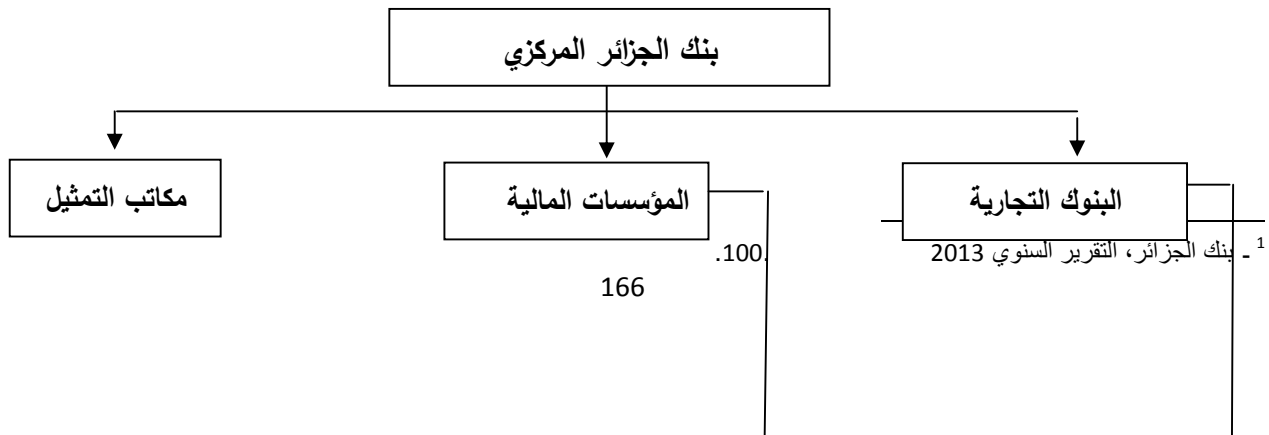 بنك الجزائر المركزي
البنوك التجارية
المؤسسات المالية
مكاتب التمثيل
1 ـ بنك الجزائر، التقرير السنوي 2013
.100.
166